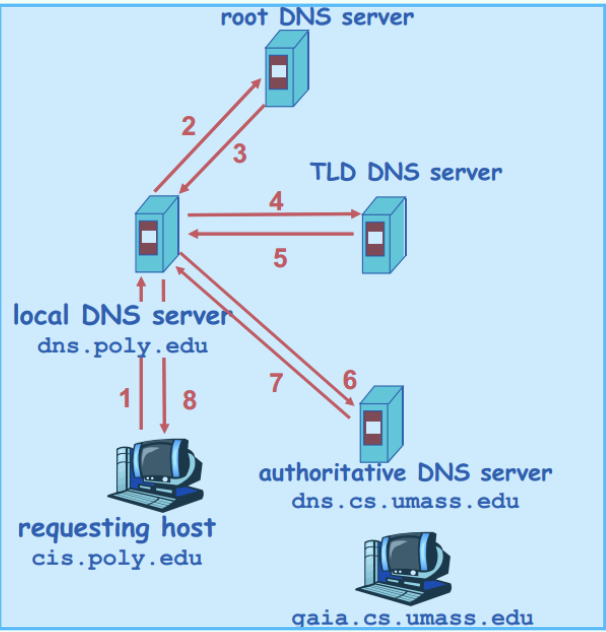 root DNS server
2
3
TLD DNS server
4
5
local DNS server
dns.poly.edu
1
8
7
6
authoritative DNS server
dns.cs.umass.edu
requesting host
cis.poly.edu
gaia.cs.umass.edu